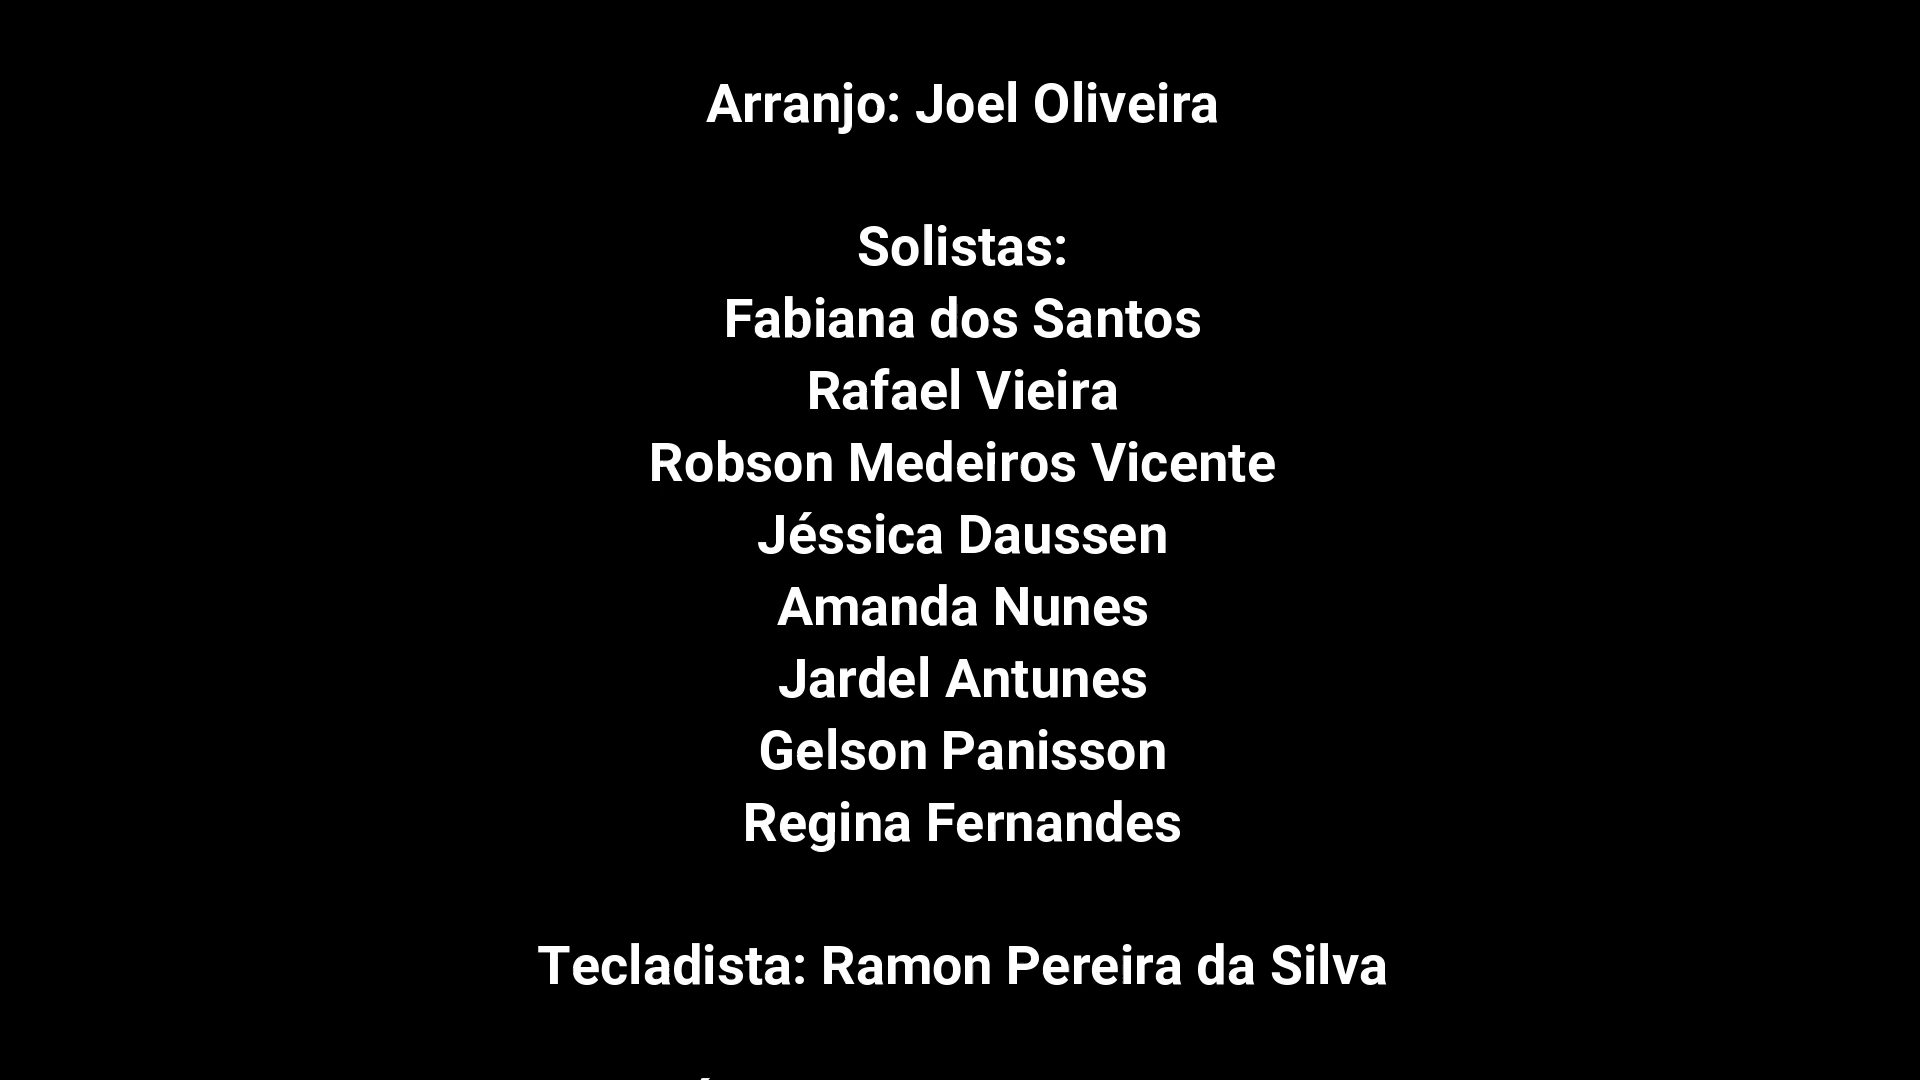 Arranjo: Joel Oliveira
Solistas:
Fabiana dos Santos
Rafael Vieira
Robson Medeiros Vicente
Jéssica Daussen
Amanda Nunes
Jardel Antunes
Gelson Panisson
Regina Fernandes
Tecladista: Ramon Pereira da Silva